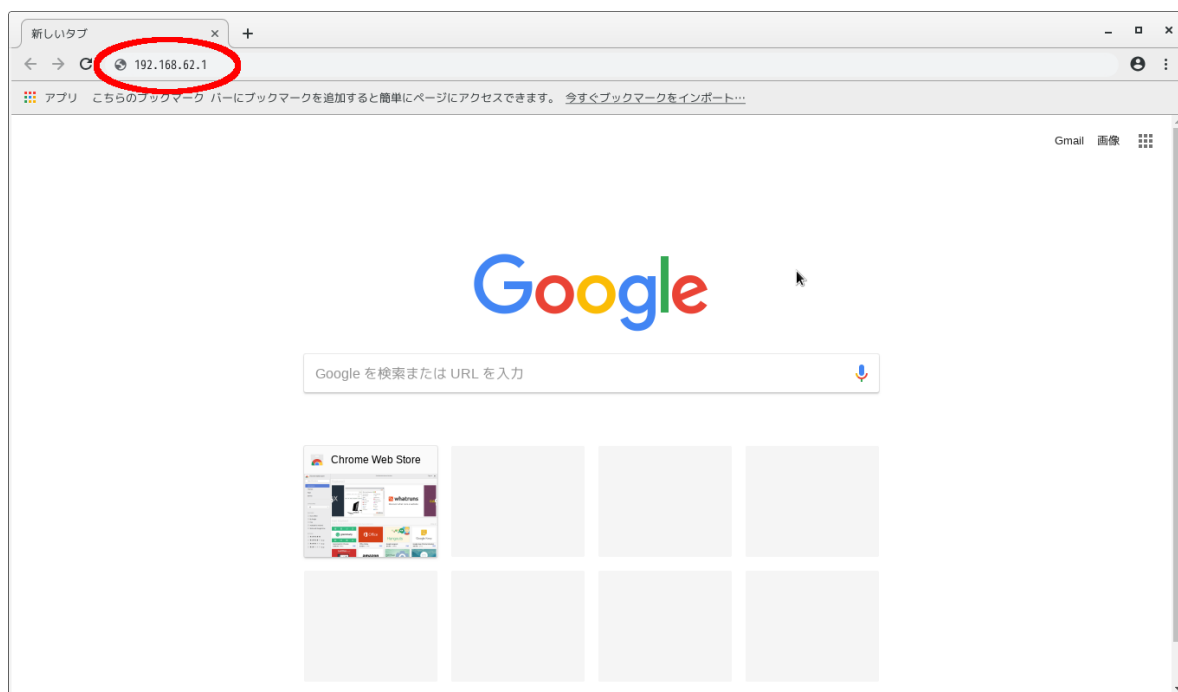 新しいタブ
192.168.62.1
アプリ こちらのブックマーク バーにブックマークを追加すると簡単にページにアクセスできます。 今すぐブックマークをインポート…
Gmail 画像
Google
Google を検索または URL を入力
Chrome Web Store
whatruns
Office